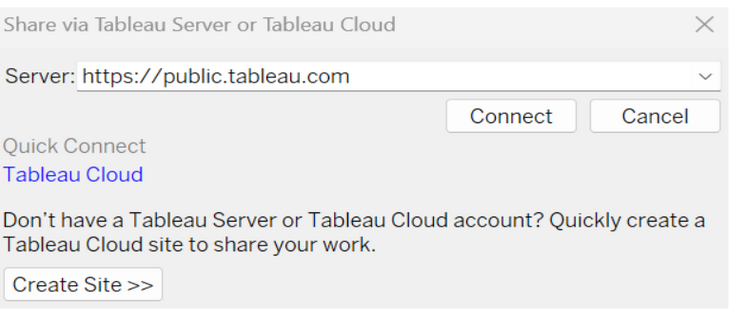 Share via Tableau Server or Tableau Cloud
Server: https://public.tableau.com
Connect Cancel
Quick Connect
Tableau Cloud
Don't have a Tableau Server or Tableau Cloud account? Quickly create a
Tableau Cloud site to share your work.
Create Site >>